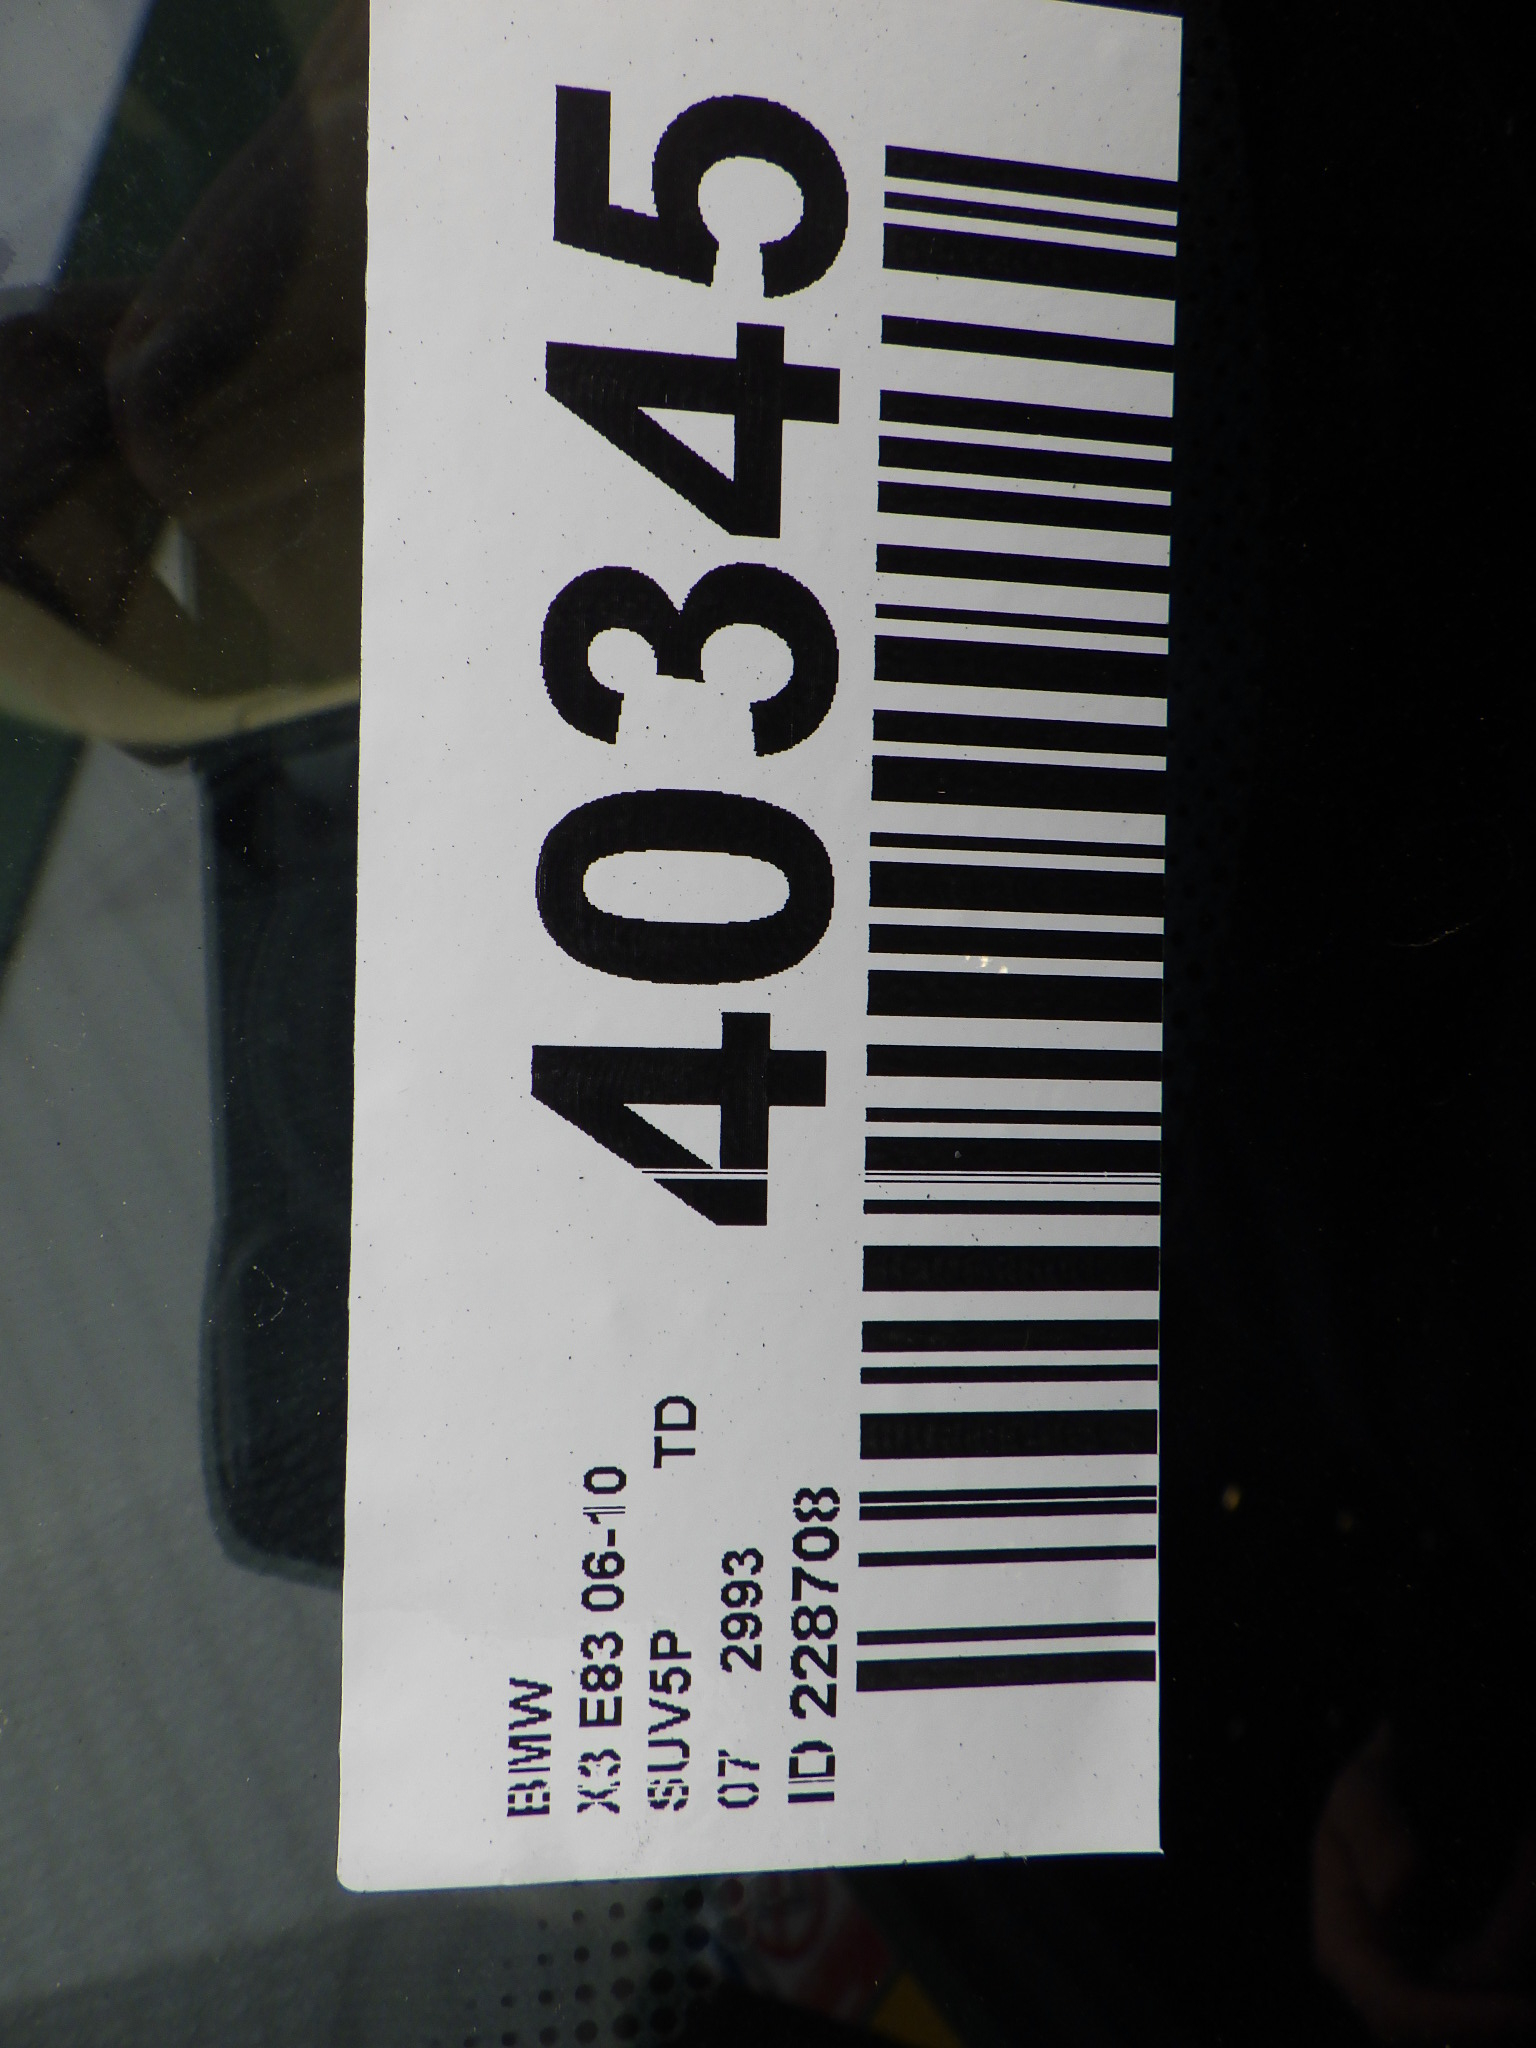 BMW
X3 E83 06-10
SUV5P TD
07 2993
ID 228708
40345